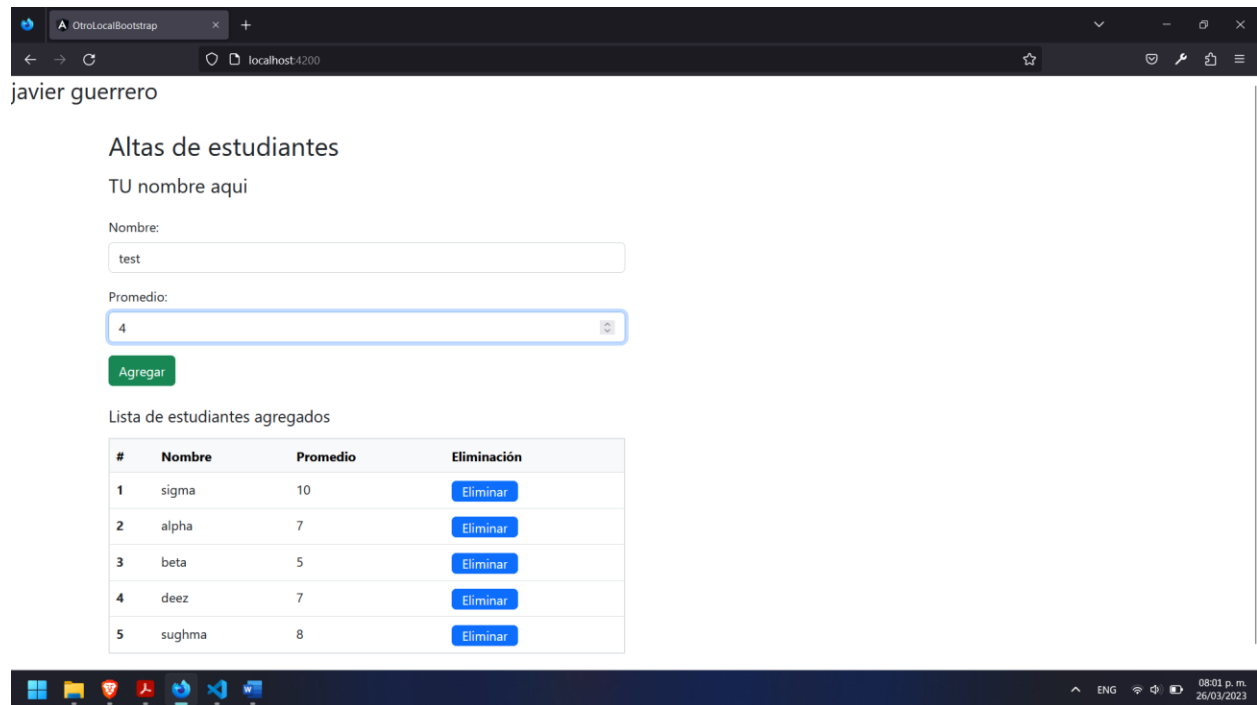 OtroLocalBootstrap
localhost:4200
javier guerrero
Altas de estudiantes
TU nombre aqui
Nombre:
test
Promedio:
4
Agregar
Lista de estudiantes agregados
# Nombre Promedio Eliminación
1 sigma 10 Eliminar
2 alpha 7 Eliminar
3 beta 5 Eliminar
4 deez 7 Eliminar
5 sughma 8 Eliminar
ENG 08:01 p. m.
26/03/2023